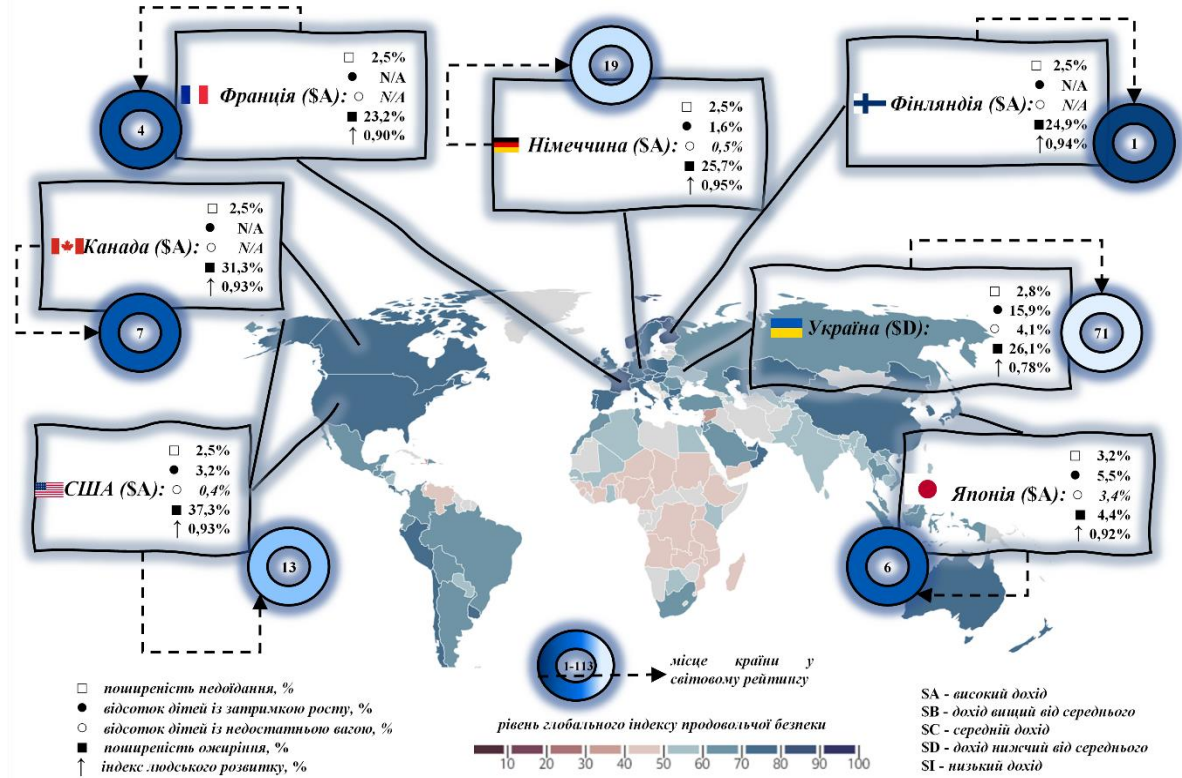 □ 2,5%
● N/A
Франція ($A): ○ N/A
■ 23,2%
↑ 0,90%
4
19
□ 2,5%
● 1,6%
Німеччина ($A): ○ 0,5%
■ 25,7%
↑ 0,95%
□ 2,5%
● N/A
Фінляндія ($A): ○ N/A
■ 24,9%
↑ 0,94%
1
□ 2,5%
● N/A
Канада ($A): ○ N/A
■ 31,3%
↑ 0,93%
7
□ 2,8%
● 15,9%
Україна ($D): ○ 4,1%
■ 26,1%
↑ 0,78%
71
□ 2,5%
● 3,2%
США ($A): ○ 0,4%
■ 37,3%
↑ 0,93%
13
□ 3,2%
● 5,5%
Японія ($A): ○ 3,4%
■ 4,4%
↑ 0,92%
6
1-113
місце країни у
світовому рейтингу
□ поширеність недоїдання, %
● відсоток дітей із затримкою росту, %
○ відсоток дітей із недостатньою вагою, %
■ поширеність ожиріння, %
↑ індекс людського розвитку, %
рівень глобального індексу продовольчої безпеки
10 20 30 40 50 60 70 80 90 100
$A - високий дохід
$B - дохід вищий від середнього
$C - середній дохід
$D - дохід нижчий від середнього
$I - низький дохід